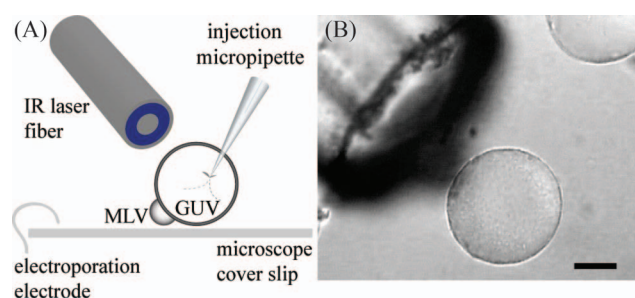 (A)
injection
micropipette
IR laser
fiber
MLV
GUV
electroporation
electrode
microscope
cover slip
(B)